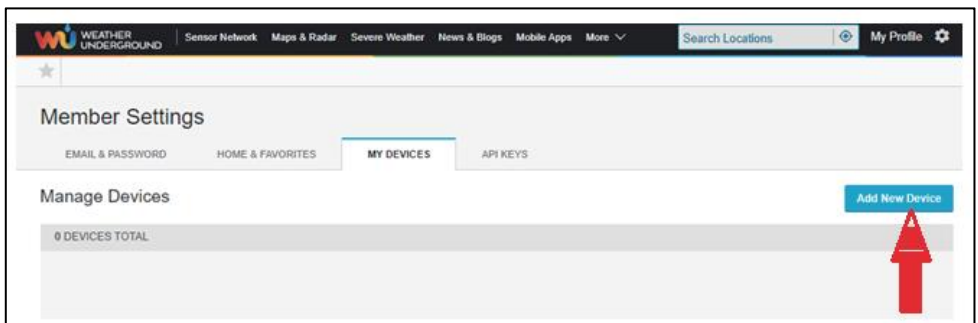 WEATHER UNDERGROUND Sensor Network Maps & Radar Severe Weather News & Blogs Mobile Apps More Search Locations My Profile
Member Settings
EMAIL & PASSWORD HOME & FAVORITES MY DEVICES API KEYS
Manage Devices Add New Device
0 DEVICES TOTAL